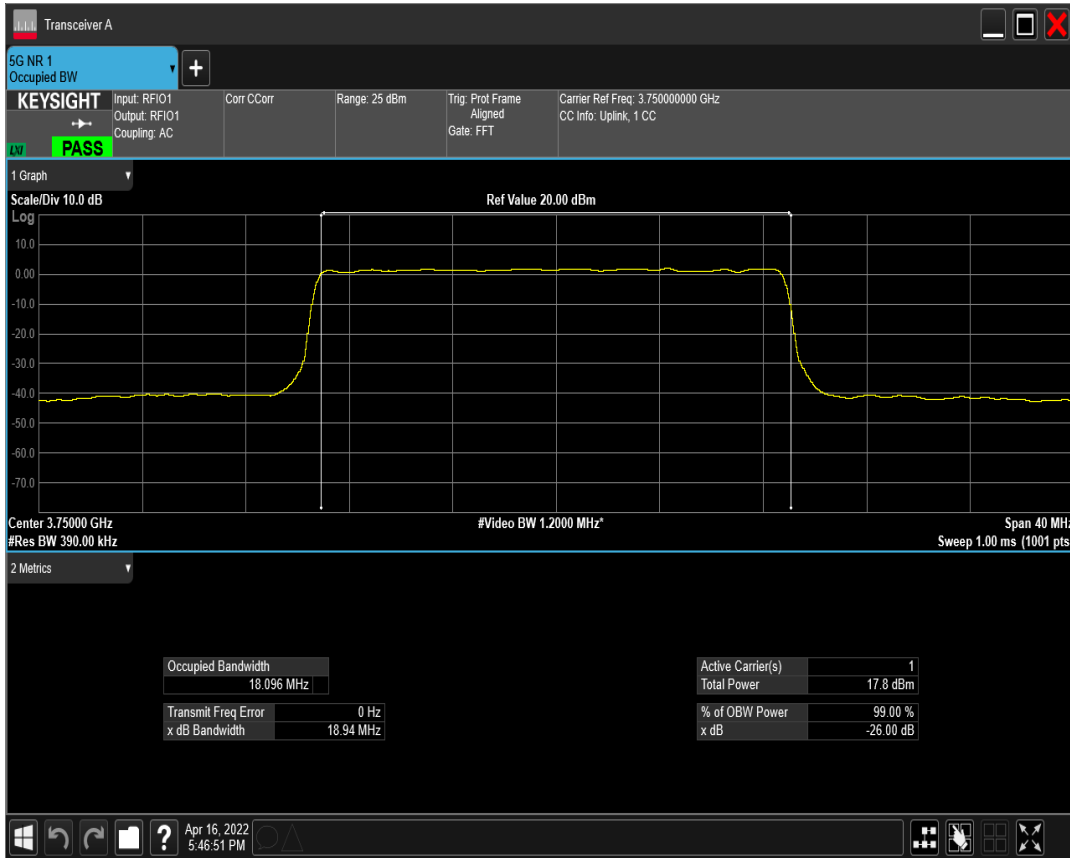 Transceiver A
5G NR 1
Occupied BW
KEYSIGHT
LXI
PASS
Input: RFIO1
Output: RFIO1
Coupling: AC
Corr CCorr
Range: 25 dBm
Trig: Prot Frame
Aligned
Gate: FFT
Carrier Ref Freq: 3.750000000 GHz
CC Info: Uplink, 1 CC
1 Graph
Scale/Div 10.0 dB
Ref Value 20.00 dBm
Log
10.0
0.00
-10.0
-20.0
-30.0
-40.0
-50.0
-60.0
-70.0
Center 3.75000 GHz
#Video BW 1.2000 MHz*
Span 40 MHz
#Res BW 390.00 kHz
Sweep 1.00 ms (1001 pts
2 Metrics
Occupied Bandwidth
18.096 MHz
Transmit Freq Error 0 Hz
x dB Bandwidth 18.94 MHz
Active Carrier(s) 1
Total Power 17.8 dBm
% of OBW Power 99.00 %
x dB -26.00 dB
?
Apr 16, 2022
5:46:51 PM